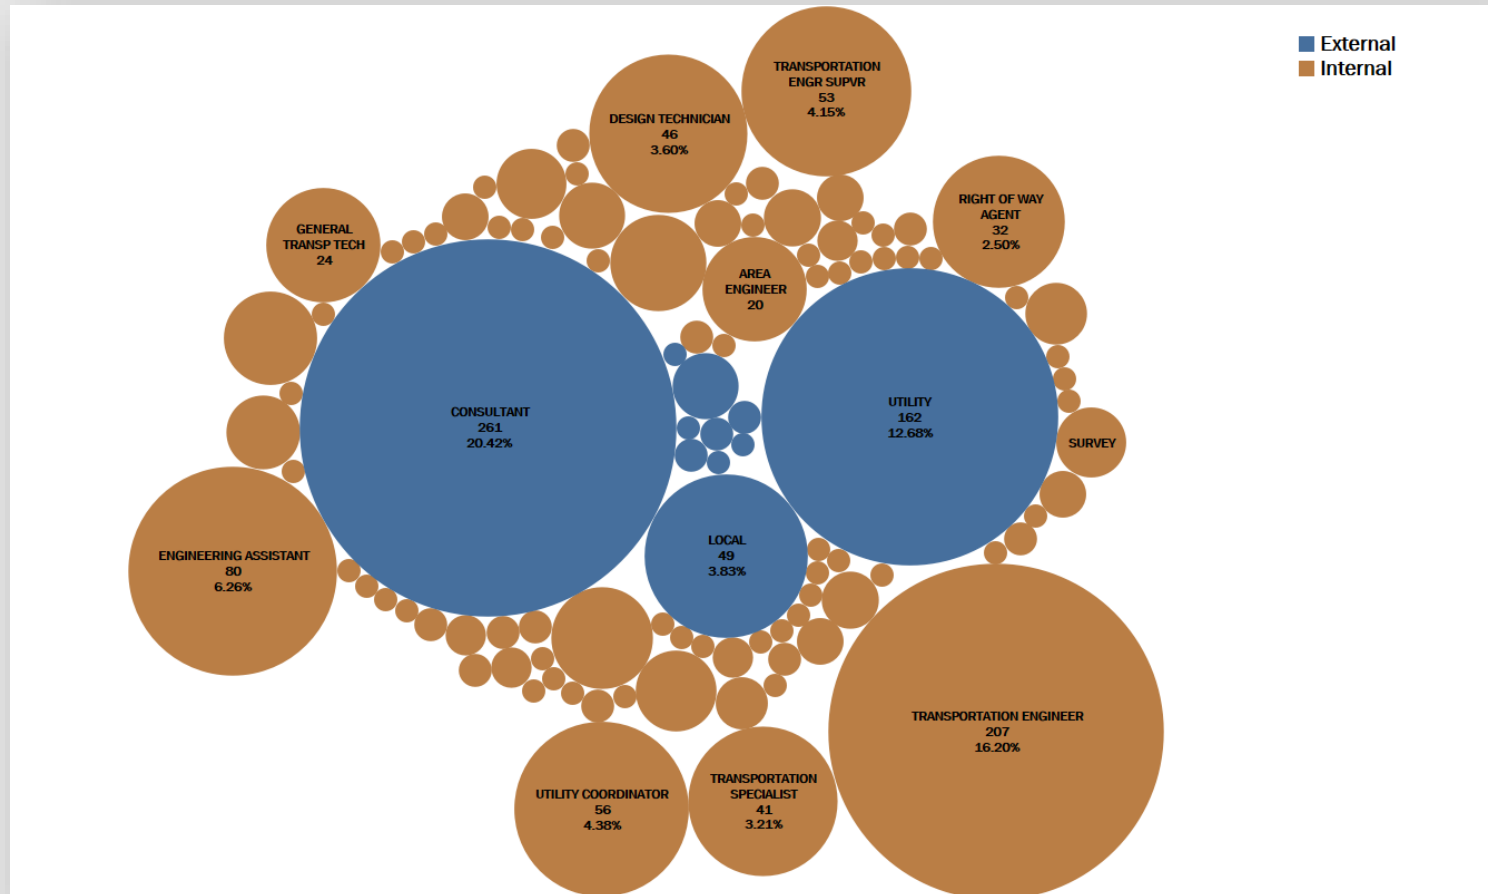 External
Internal
TRANSPORTATION
ENGR SUPVR
53
4.15%
DESIGN TECHNICIAN
46
3.60%
RIGHT OF WAY
AGENT
32
2.50%
GENERAL
TRANSP TECH
24
AREA
ENGINEER
20
CONSULTANT
261
20.42%
UTILITY
162
12.68%
SURVEY
LOCAL
49
3.83%
ENGINEERING ASSISTANT
80
6.26%
TRANSPORTATION ENGINEER
207
16.20%
UTILITY COORDINATOR
56
4.38%
TRANSPORTATION
SPECIALIST
41
3.21%